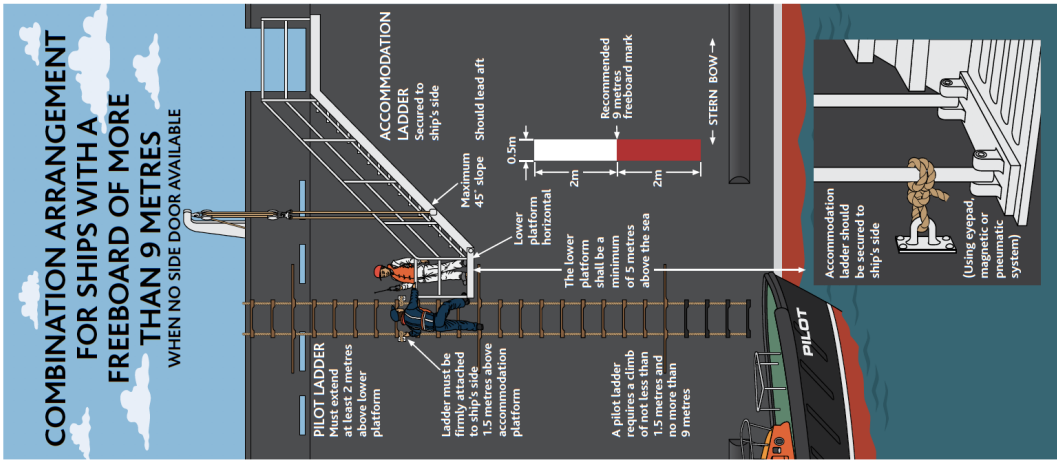 COMBINATION ARRANGEMENT
FOR SHIPS WITH A
FREEBOARD OF MORE
THAN 9 METRES
WHEN NO SIDE DOOR AVAILABLE
PILOT LADDER
Must extend
at least 2 metres
above lower
platform
Ladder must be
firmly attached
to ship's side
1.5 metres above
accommodation
platform
A pilot ladder
requires a climb
of not less than
1.5 metres and
no more than
9 metres
ACCOMMODATION
LADDER
Secured to
ship's side
Maximum
45° slope
Should lead aft
Lower
platform
horizontal
The lower
platform
shall be a
minimum
of 5 metres
above the sea
0.5m
2m
2m
Recommended
9 metres
freeboard mark
STERN BOW
PILOT
Accommodation
ladder should
be secured to
ship's side
(Using eyepad,
magnetic or
pneumatic
system)